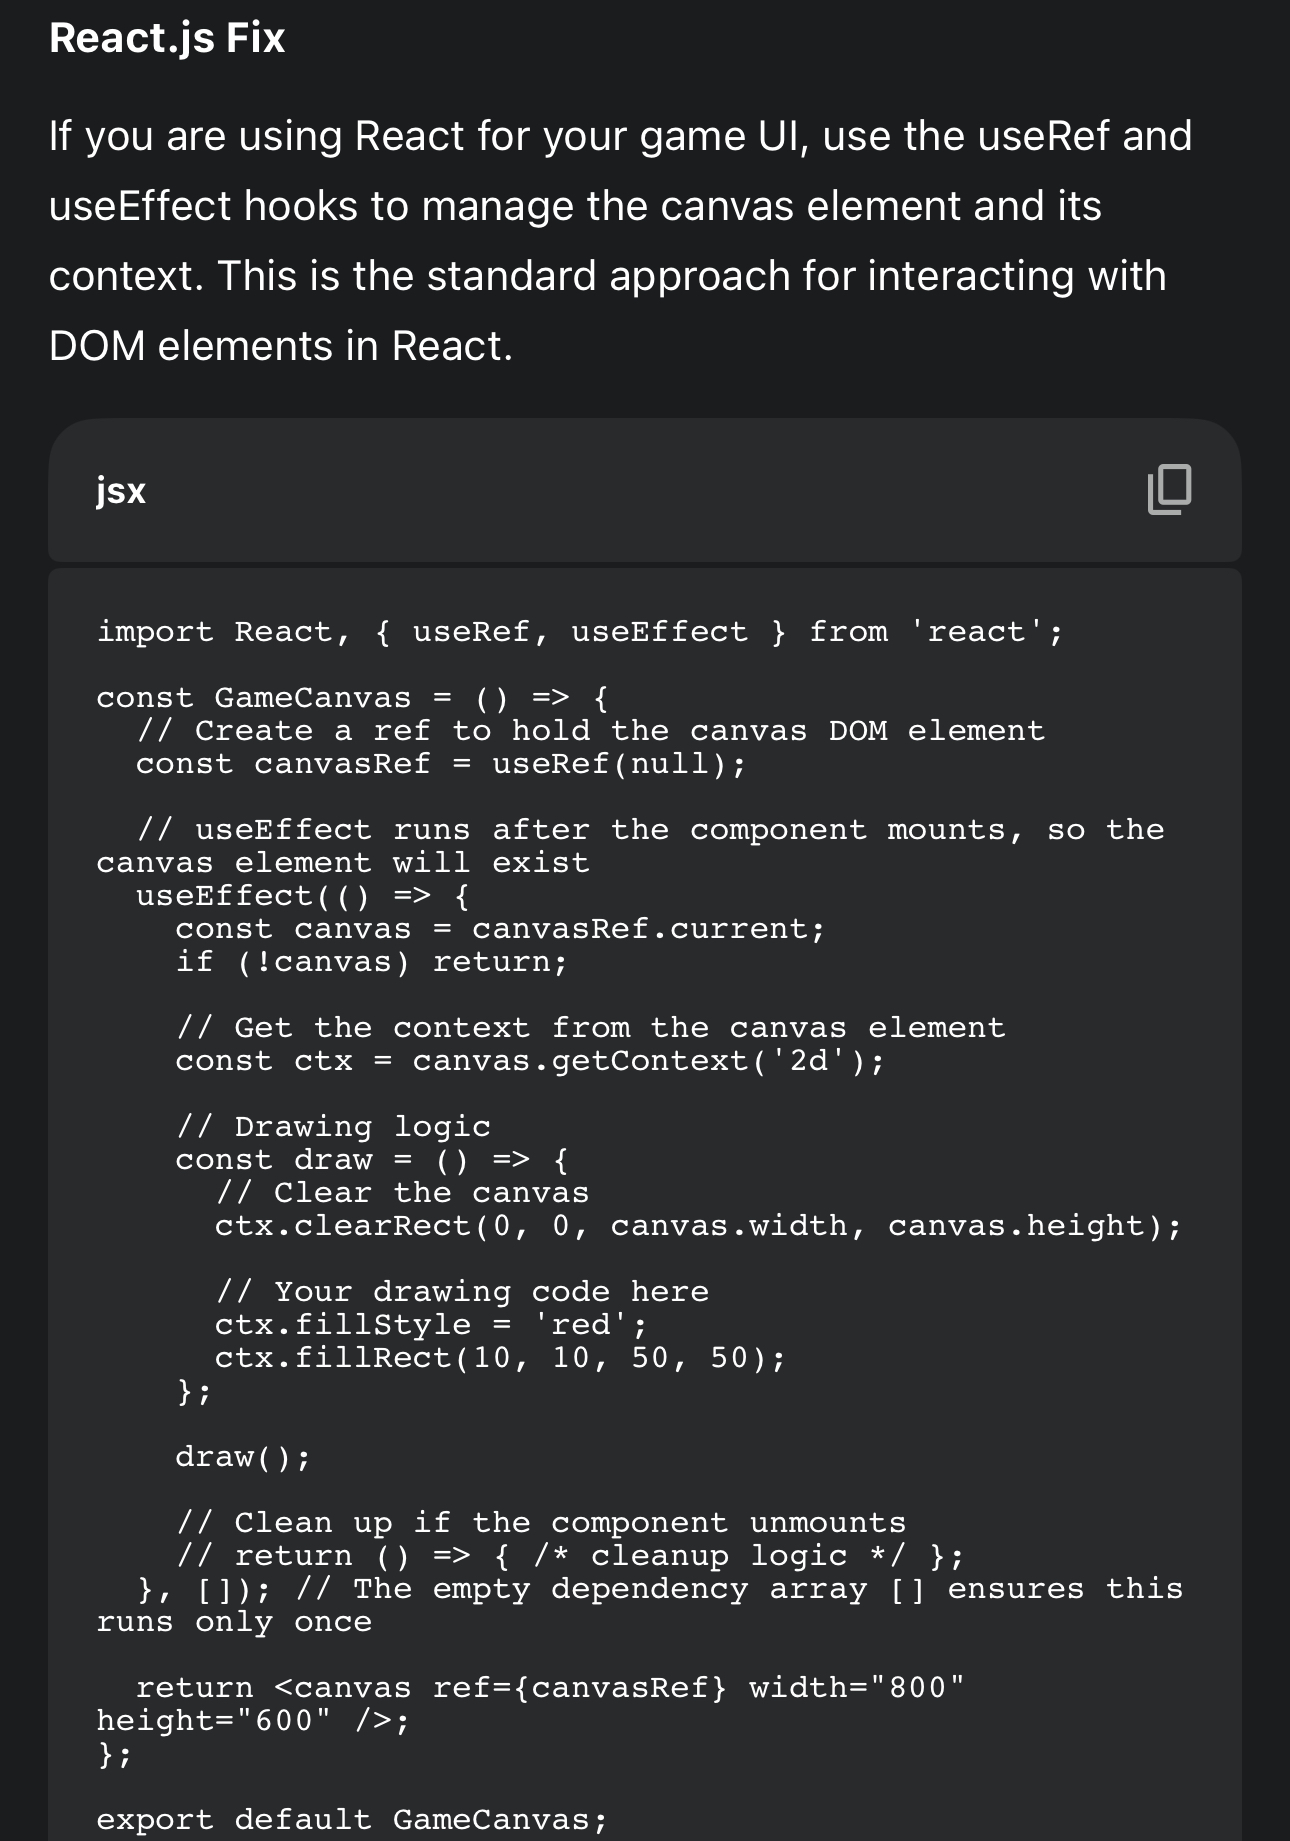 React.js Fix
If you are using React for your game UI, use the useRef and
useEffect hooks to manage the canvas element and its
context. This is the standard approach for interacting with
DOM elements in React.
jsx
import React, { useRef, useEffect } from 'react';
const GameCanvas = () => {
  // Create a ref to hold the canvas DOM element
  const canvasRef = useRef(null);
  // useEffect runs after the component mounts, so the
canvas element will exist
  useEffect(() => {
    const canvas = canvasRef.current;
    if (!canvas) return;
    // Get the context from the canvas element
    const ctx = canvas.getContext('2d');
    // Drawing logic
    const draw = () => {
      // Clear the canvas
      ctx.clearRect(0, 0, canvas.width, canvas.height);
      // Your drawing code here
      ctx.fillStyle = 'red';
      ctx.fillRect(10, 10, 50, 50);
    };
    draw();
    // Clean up if the component unmounts
    // return () => { /* cleanup logic */ };
  }, []); // The empty dependency array [] ensures this
runs only once
  return <canvas ref={canvasRef} width="800"
height="600" />;
};
export default GameCanvas;